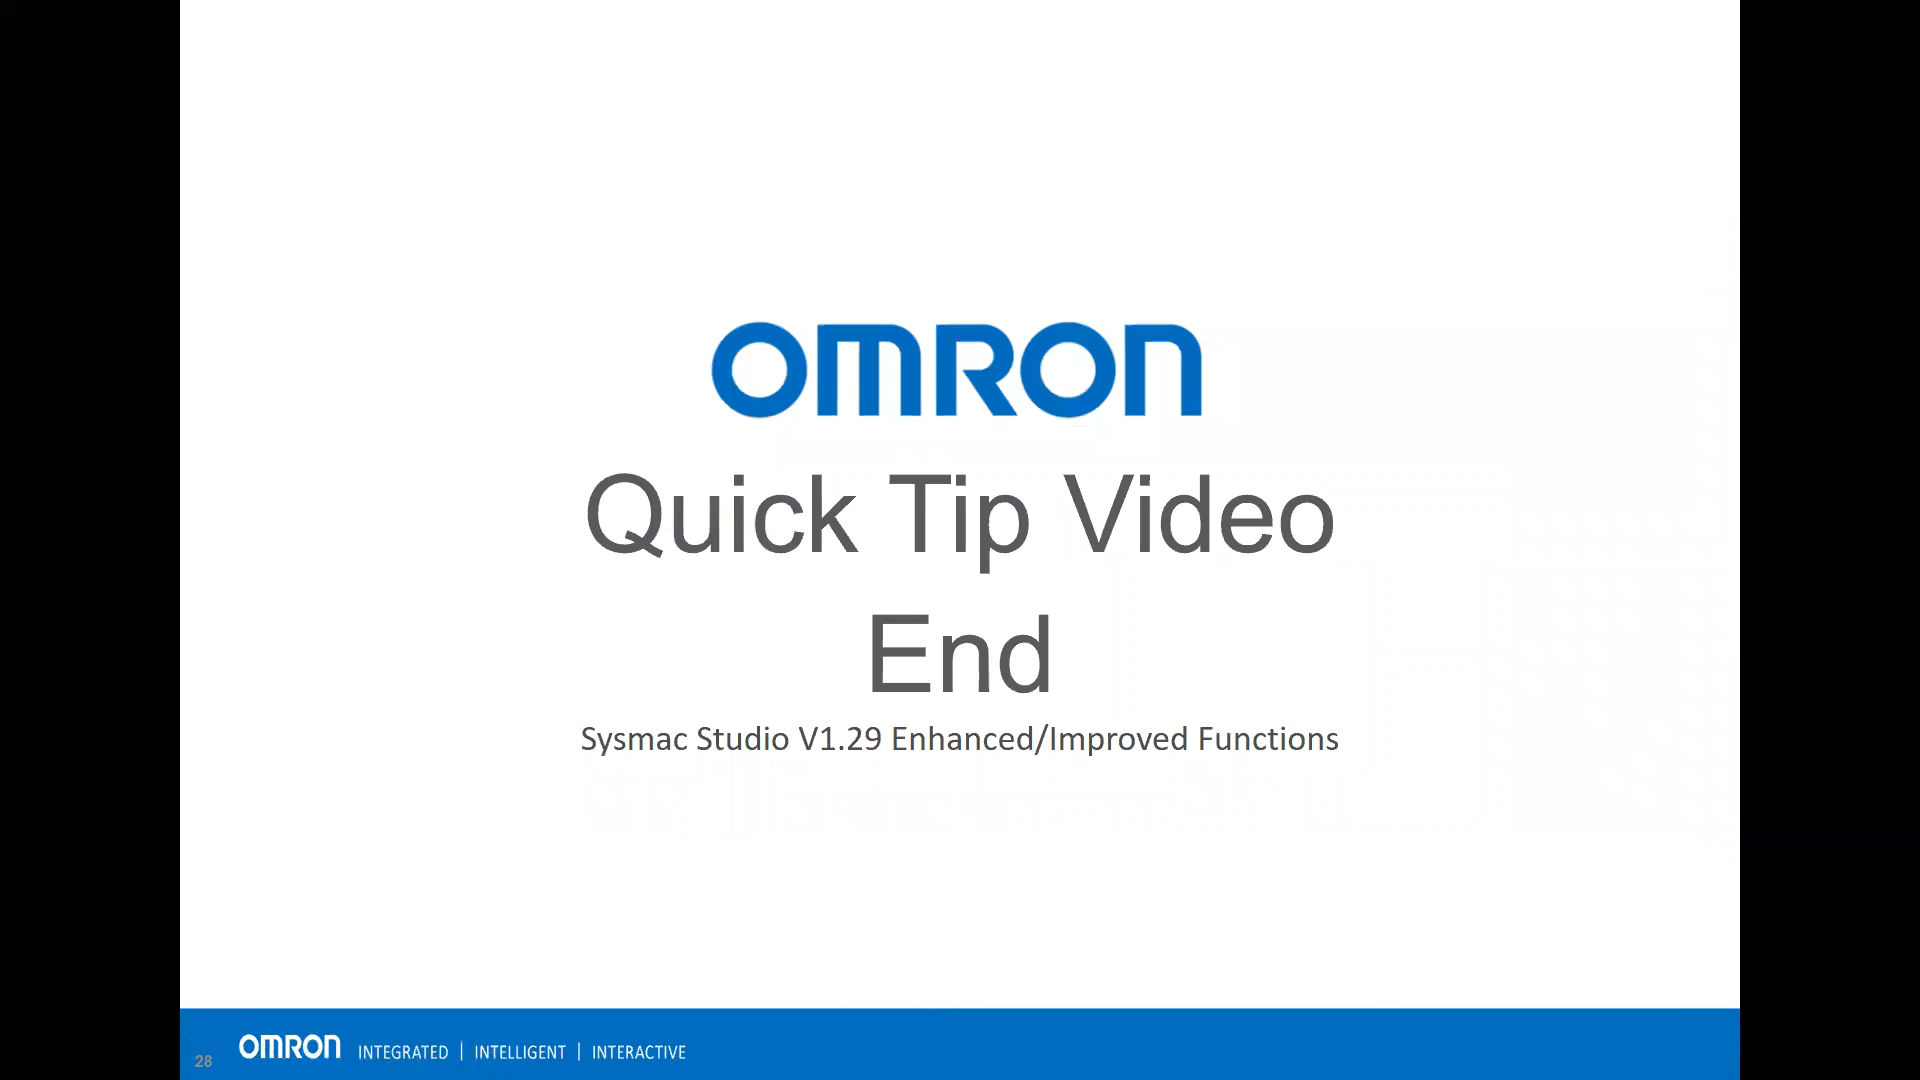 OMRON
Quick Tip Video
End
Sysmac Studio V1.29 Enhanced/Improved Functions
28 OMRON INTEGRATED | INTELLIGENT | INTERACTIVE